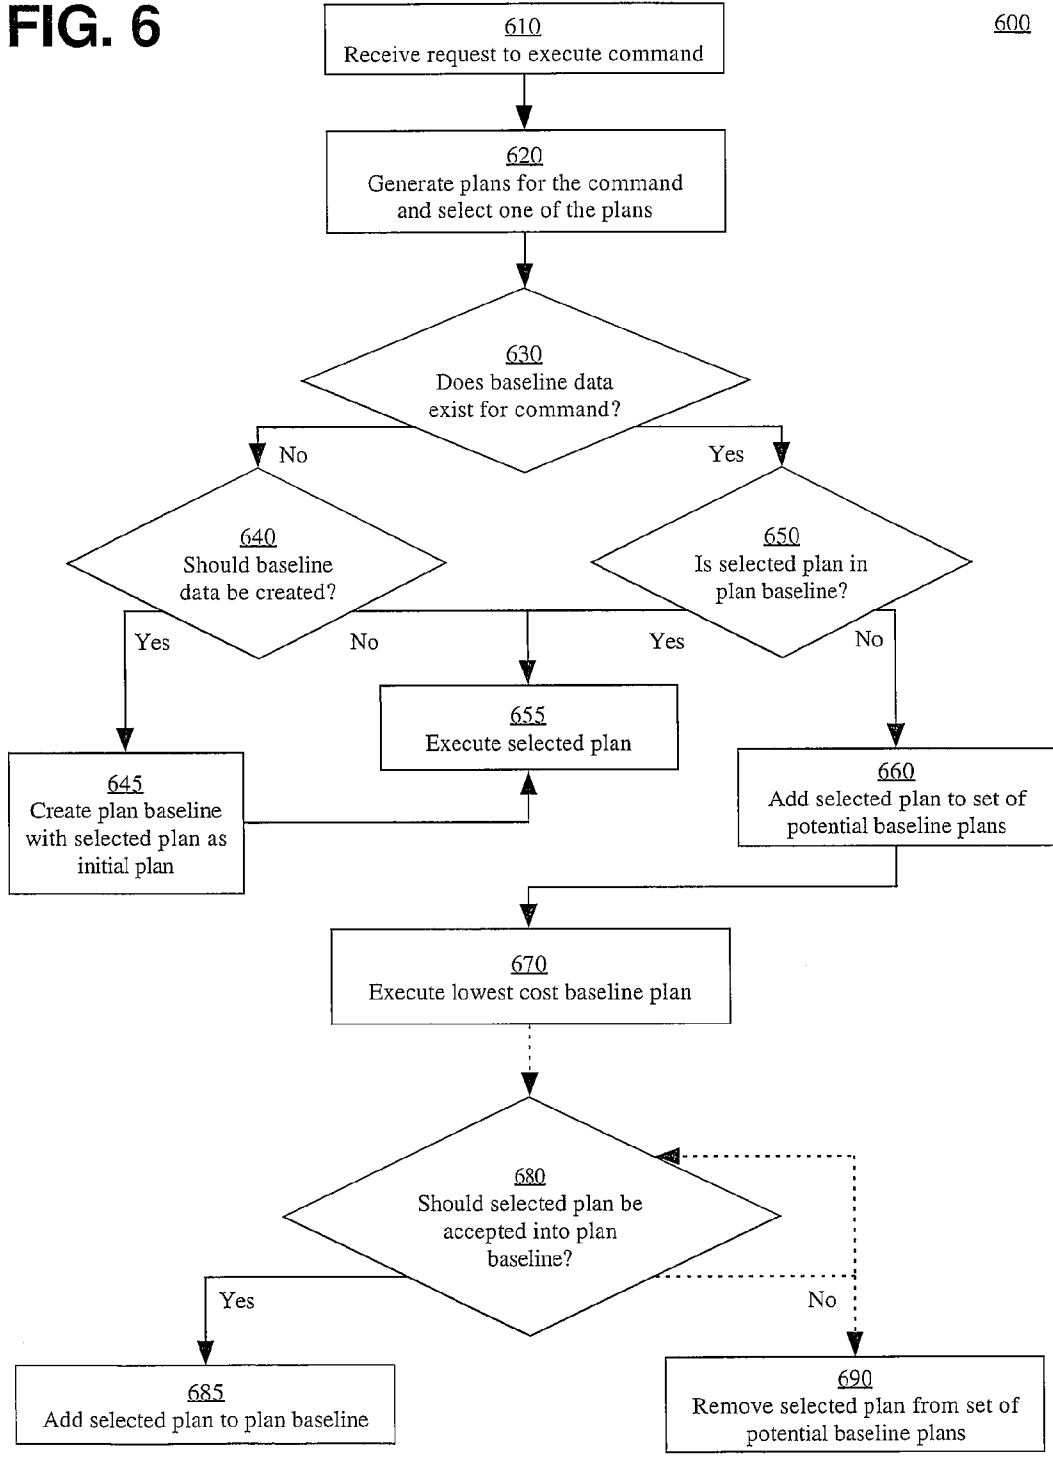 FIG. 6
600
610
Receive request to execute command
620
Generate plans for the command
and select one of the plans
630
Does baseline data
exist for command?
No
Yes
640
Should baseline
data be created?
650
Is selected plan in
plan baseline?
Yes
No
Yes
No
655
Execute selected plan
645
Create plan baseline
with selected plan as
initial plan
660
Add selected plan to set of
potential baseline plans
670
Execute lowest cost baseline plan
680
Should selected plan be
accepted into plan
baseline?
Yes
No
685
Add selected plan to plan baseline
690
Remove selected plan from set of
potential baseline plans